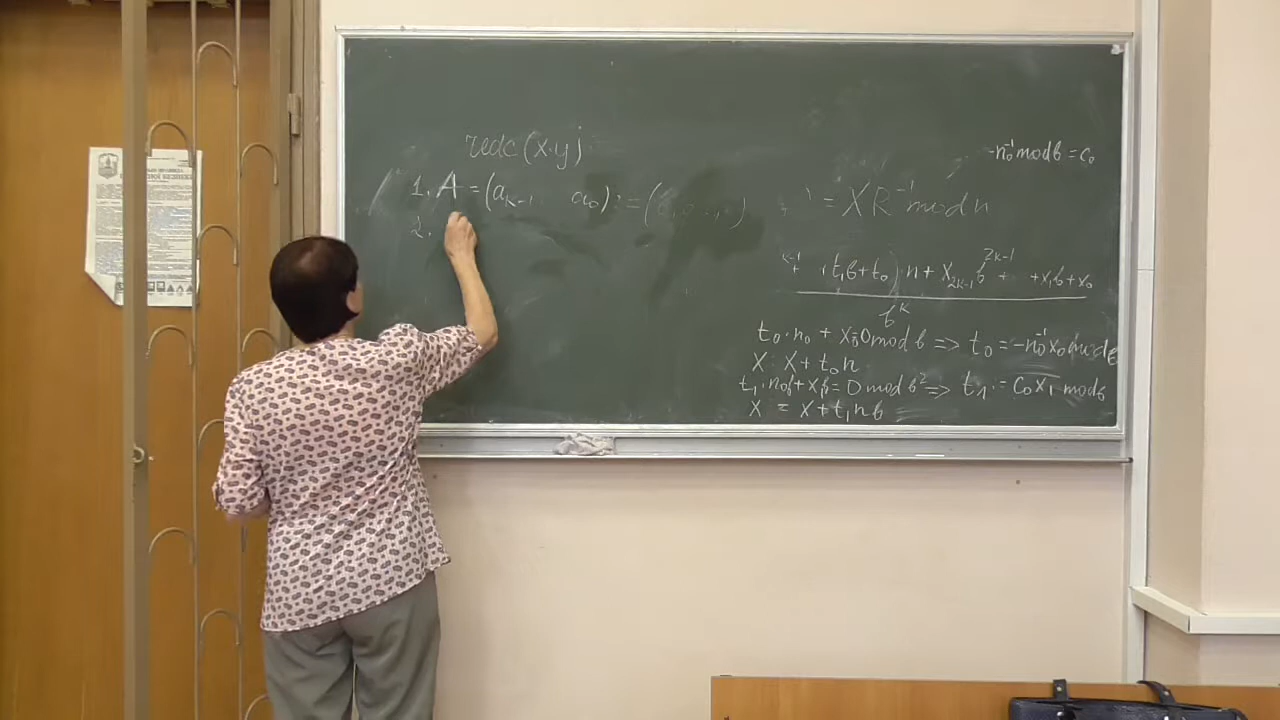 redc(x·y)
-n₀⁻¹ mod b = c₀
1. A = (a_{k-1} a₀) := ( ) = XR⁻¹ mod n
2.
t₁b+t₀)·n + x_{2k-1}b^{2k-1} + +x₁b+x₀
b^k
t₀·n₀ + x₀≡0 mod b ⇒ t₀ = -n₀⁻¹x₀ mod b
X: X+t₀n
t₁·n₀b+x₁b=0 mod b² ⇒ t₁ = c₀x₁ mod b
X = X+t₁nb